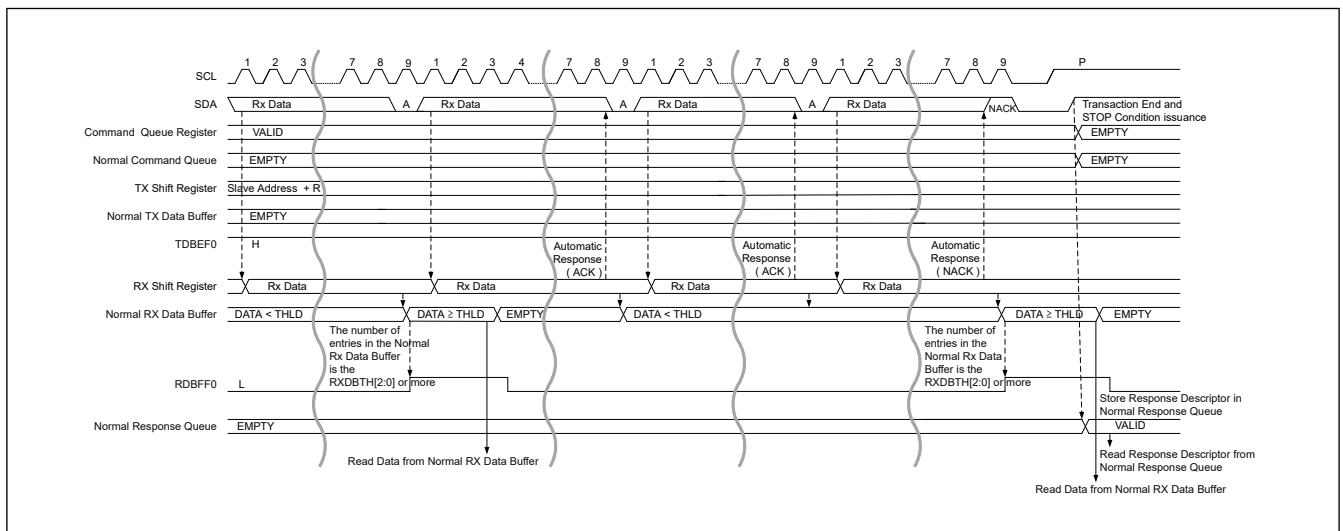 1 2 3 7 8 9 1 2 3 4 7 8 9 1 2 3 7 8 9 1 2 3 7 8 9 P
SCL
SDA Rx Data A Rx Data A Rx Data A Rx Data NACK Transaction End and
STOP Condition issuance
Command Queue Register VALID EMPTY
Normal Command Queue EMPTY EMPTY
TX Shift Register Slave Address + R
Normal TX Data Buffer EMPTY
TDBEF0 H
Automatic
Response
( ACK )
Automatic
Response
( ACK )
Automatic
Response
( NACK )
RX Shift Register Rx Data Rx Data Rx Data Rx Data
Normal RX Data Buffer DATA < THLD DATA ≥ THLD EMPTY DATA < THLD DATA ≥ THLD EMPTY
The number of
entries in the Normal
Rx Data Buffer
is the
RXDBTH[2:0] or more
The number of
entries in the
Normal Rx Data
Buffer is the
RXDBTH[2:0] or more
RDBFF0 L
Store Response Descriptor in
Normal Response Queue
Normal Response Queue EMPTY VALID
Read Data from Normal RX Data Buffer
Read Response Descriptor from
Normal Response Queue
Read Data from Normal RX Data Buffer